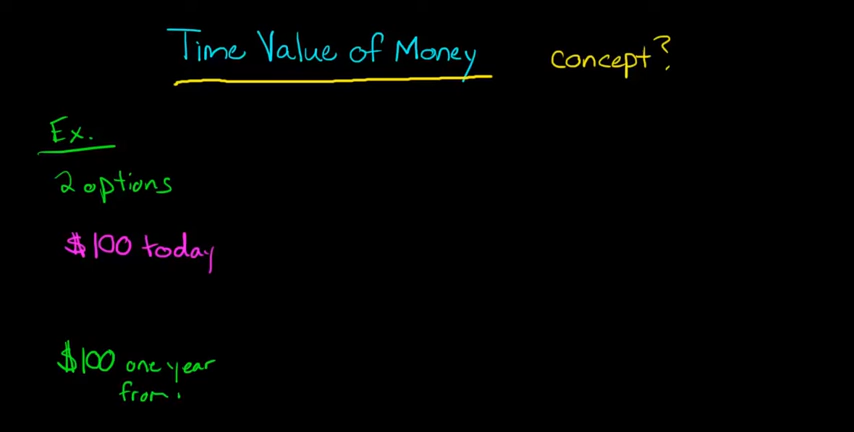 Time Value of Money
concept?
Ex.
2 options
$100 today
$100 one year
from